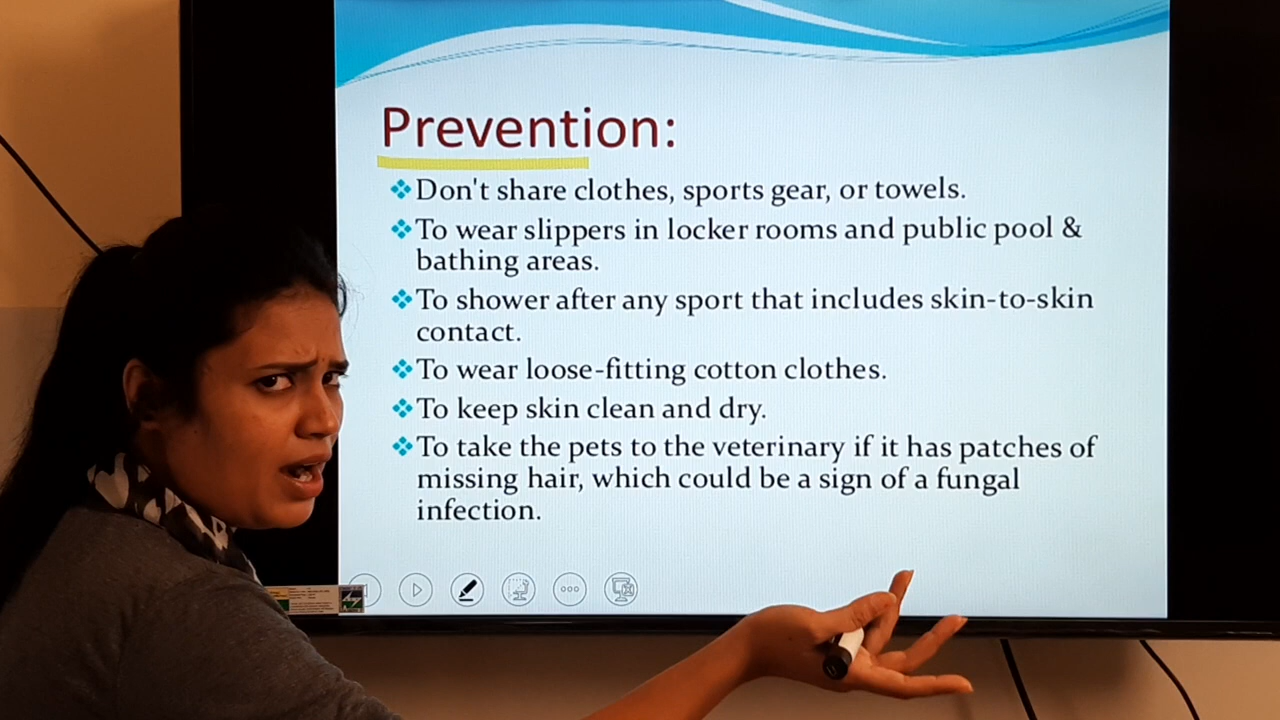 Prevention:
Don't share clothes, sports gear, or towels.
To wear slippers in locker rooms and public pool &
bathing areas.
To shower after any sport that includes skin-to-skin
contact.
To wear loose-fitting cotton clothes.
To keep skin clean and dry.
To take the pets to the veterinary if it has patches of
missing hair, which could be a sign of a fungal
infection.